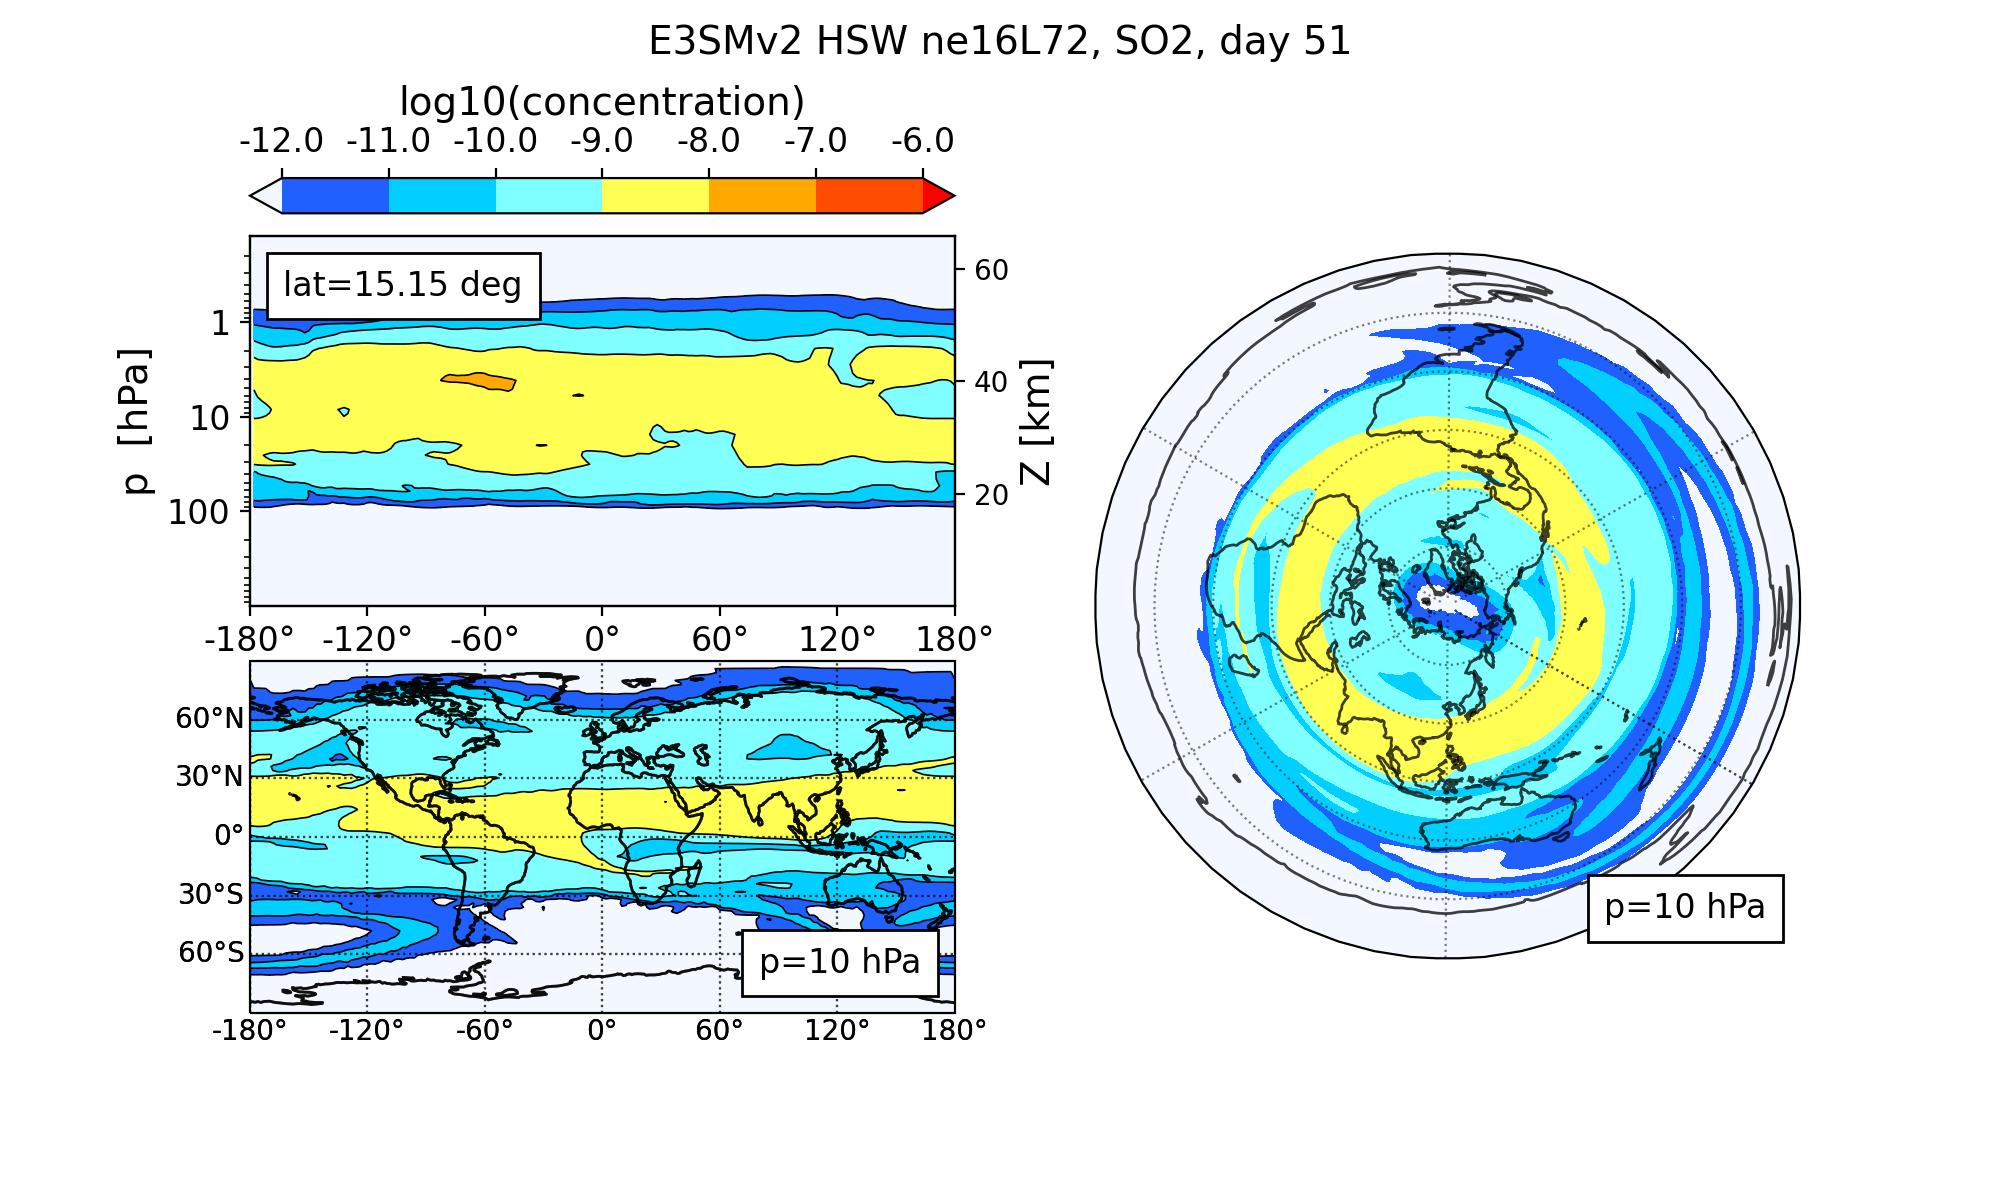 E3SMv2 HSW ne16L72, SO2, day 51
log10(concentration)
-12.0 -11.0 -10.0 -9.0 -8.0 -7.0 -6.0
lat=15.15 deg
p [hPa]
1
10
100
60
40
20
Z [km]
-180° -120° -60° 0° 60° 120° 180°
60°N
30°N
0°
30°S
60°S
p=10 hPa
-180° -120° -60° 0° 60° 120° 180°
p=10 hPa